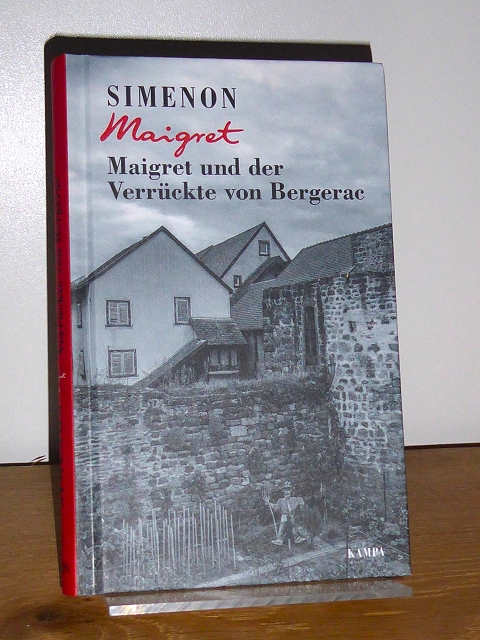 SIMENON
Maigret
Maigret und der
Verrückte von Bergerac
KAMPA